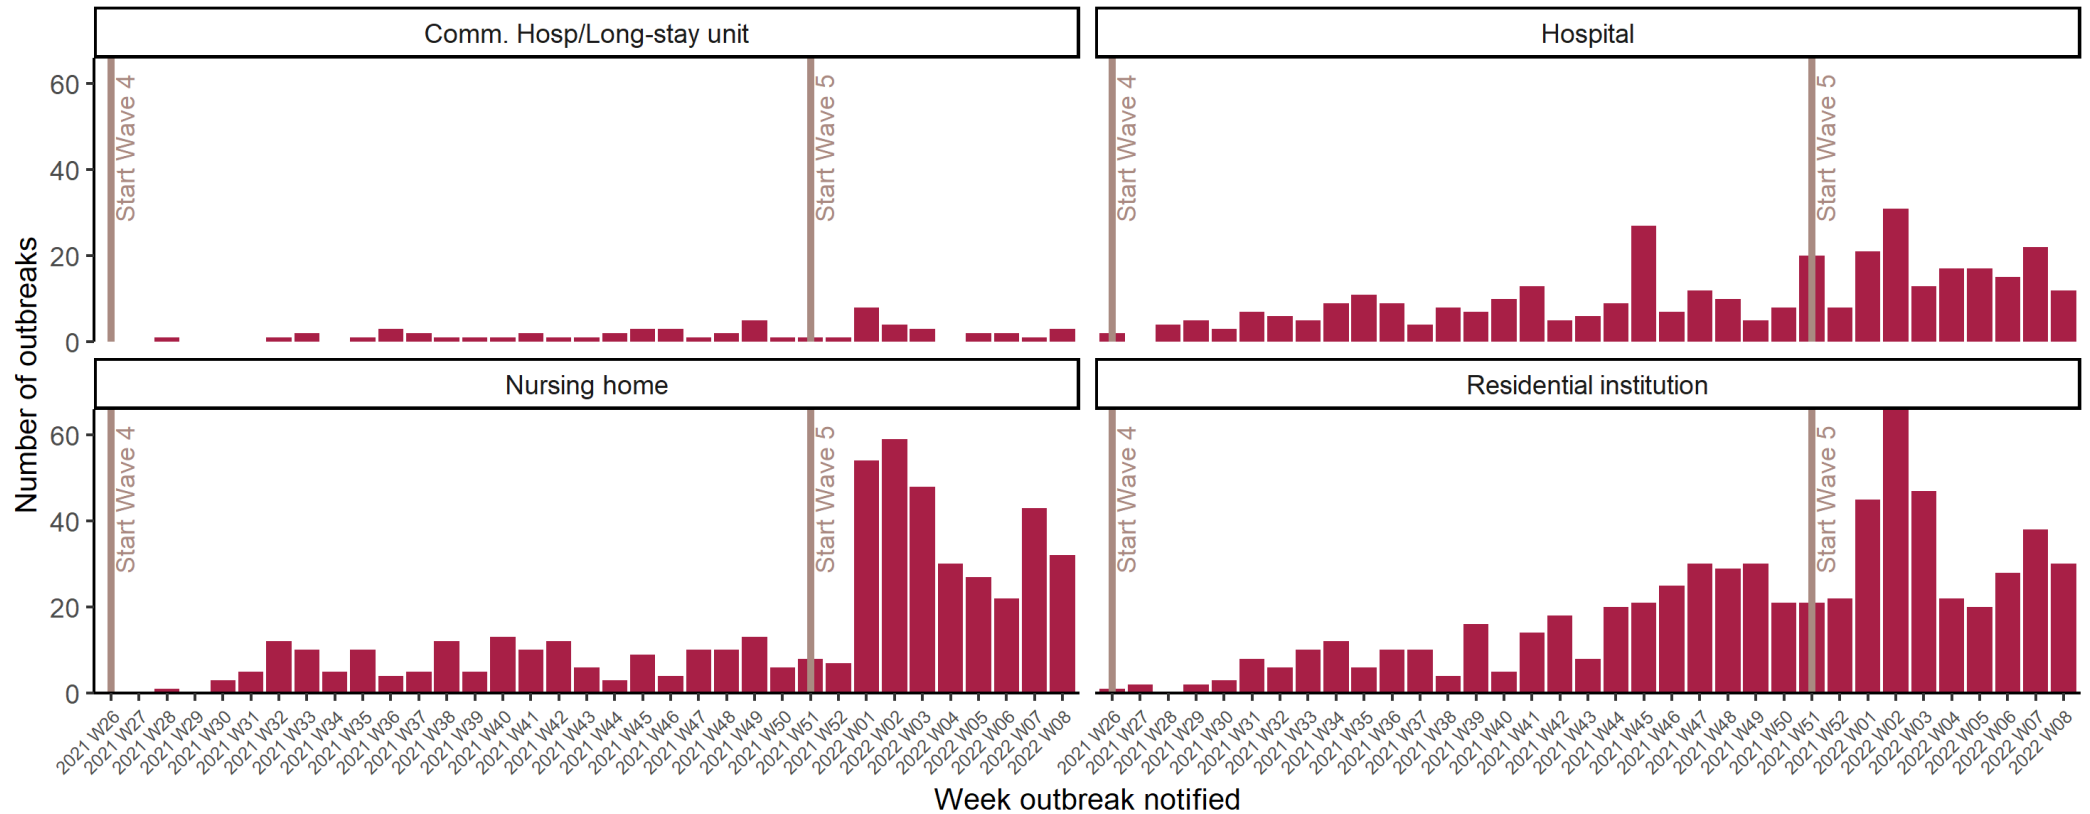 Comm. Hosp/Long-stay unit
Hospital
Number of outbreaks
60
40
20
0
Start Wave 4
Start Wave 5
Start Wave 4
Start Wave 5
Nursing home
Residential institution
60
40
20
0
Start Wave 4
Start Wave 5
Start Wave 4
Start Wave 5
2021 W26
2021 W27
2021 W28
2021 W29
2021 W30
2021 W31
2021 W32
2021 W33
2021 W34
2021 W35
2021 W36
2021 W37
2021 W38
2021 W39
2021 W40
2021 W41
2021 W42
2021 W43
2021 W44
2021 W45
2021 W46
2021 W47
2021 W48
2021 W49
2021 W50
2021 W51
2021 W52
2022 W01
2022 W02
2022 W03
2022 W04
2022 W05
2022 W06
2022 W07
2022 W08
2021 W26
2021 W27
2021 W28
2021 W29
2021 W30
2021 W31
2021 W32
2021 W33
2021 W34
2021 W35
2021 W36
2021 W37
2021 W38
2021 W39
2021 W40
2021 W41
2021 W42
2021 W43
2021 W44
2021 W45
2021 W46
2021 W47
2021 W48
2021 W49
2021 W50
2021 W51
2021 W52
2022 W01
2022 W02
2022 W03
2022 W04
2022 W05
2022 W06
2022 W07
2022 W08
Week outbreak notified